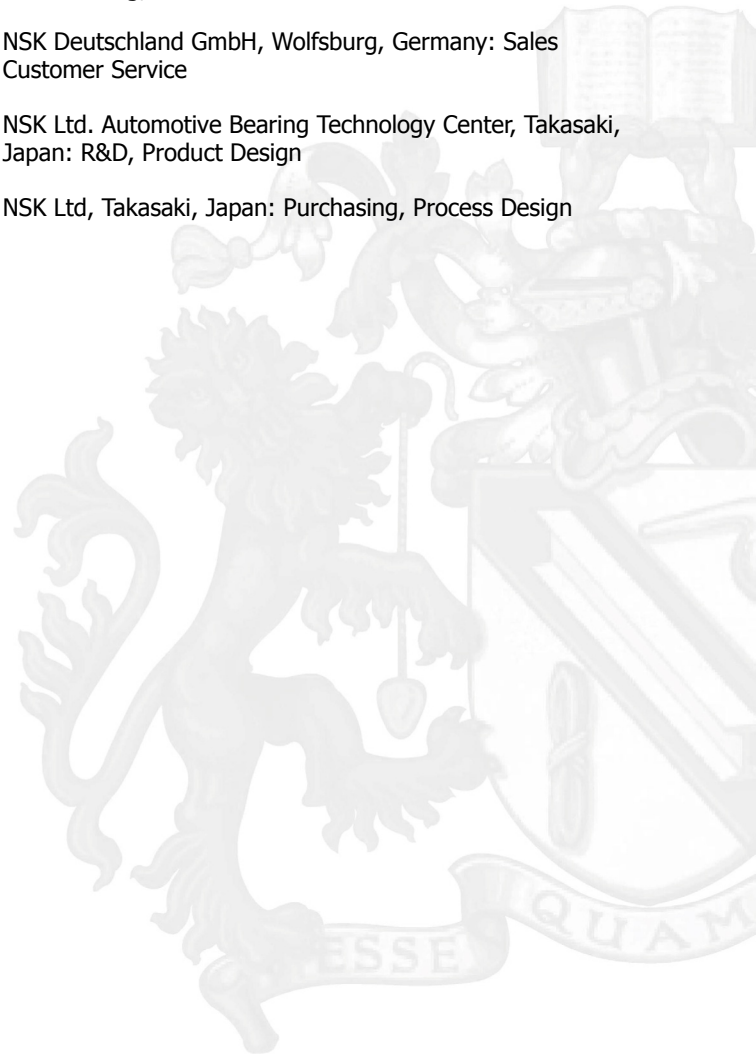 NSK Deutschland GmbH, Wolfsburg, Germany: Sales
Customer Service
NSK Ltd. Automotive Bearing Technology Center, Takasaki,
Japan: R&D, Product Design
NSK Ltd, Takasaki, Japan: Purchasing, Process Design
ESSE
QUAM